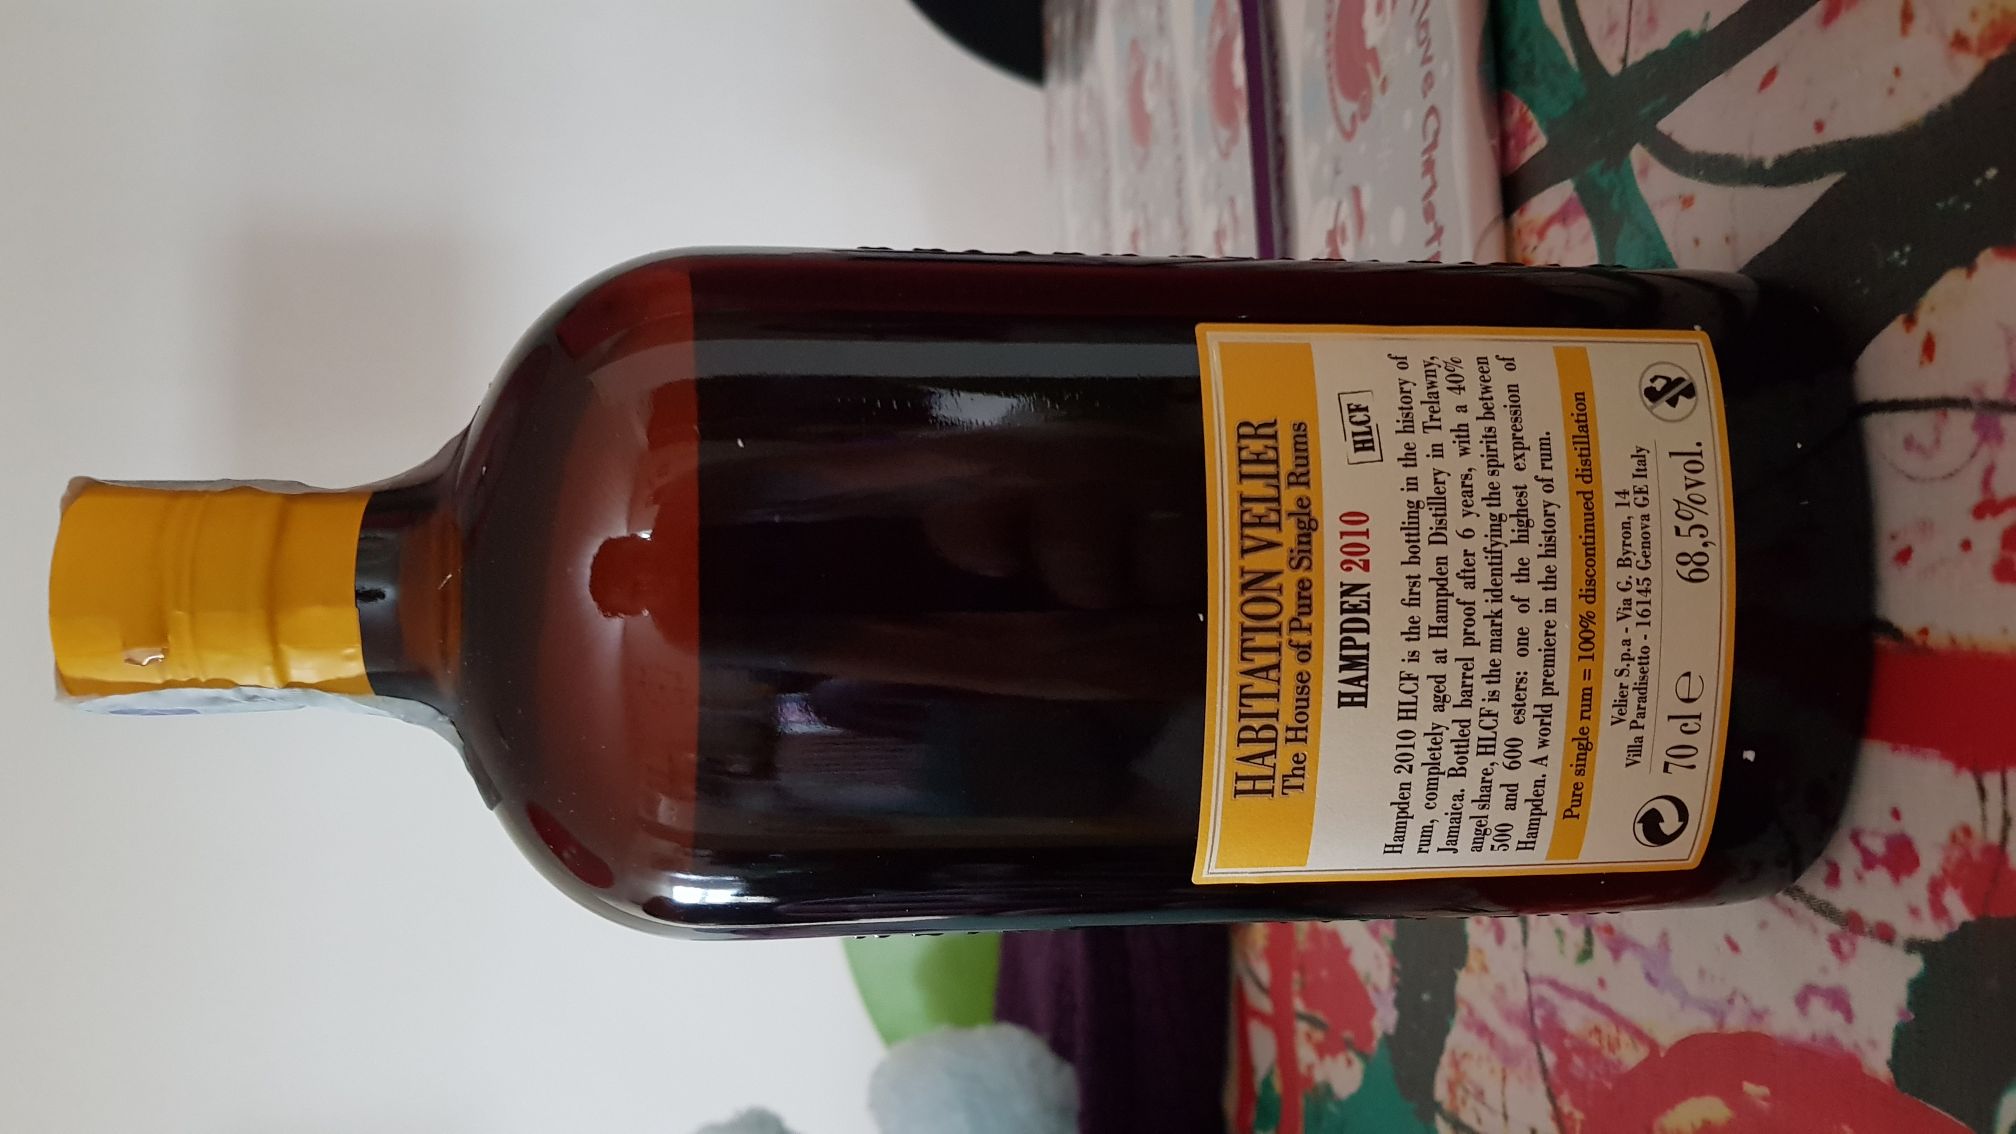 HABITATION VELIER
The House of Pure Single Rums
HAMPDEN 2010 HLCF
Hampden 2010 HLCF is the first bottling in the history of
rum, completely aged at Hampden Distillery in Trelawny,
Jamaica. Bottled barrel proof after 6 years, with a 40%
angel share, HLCF is the mark identifying the spirits between
500 and 600 esters: one of the highest expression of
Hampden. A world premiere in the history of rum.
Pure single rum = 100% discontinued distillation
Velier S.p.a - Via G. Byron, 14
Villa Paradisetto - 16145 Genova GE Italy
70 cl e 68,5%vol.